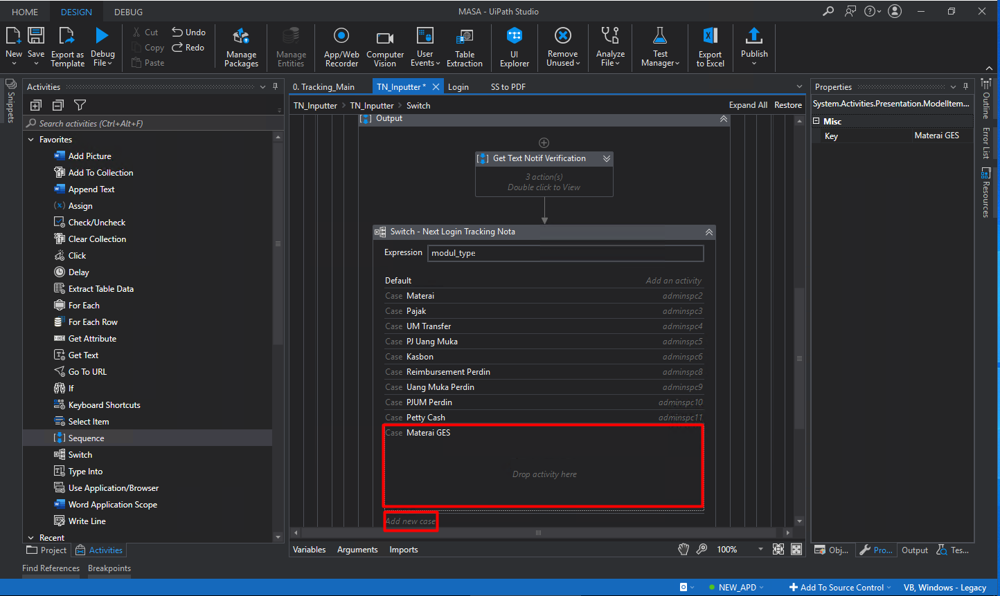 HOME DESIGN DEBUG MASA - UiPath Studio
New Save Export as Template Debug File Cut Copy Paste Undo Redo Manage Packages Manage Entities App/Web Recorder Computer Vision User Events Table Extraction UI Explorer Remove Unused Analyze File Test Manager Export to Excel Publish
Snippets
Activities
Search activities (Ctrl+Alt+F)
Favorites
Add Picture
Add To Collection
Append Text
Assign
Check/Uncheck
Clear Collection
Click
Delay
Extract Table Data
For Each
For Each Row
Get Attribute
Get Text
Go To URL
If
Keyboard Shortcuts
Select Item
Sequence
Switch
Type Into
Use Application/Browser
Word Application Scope
Write Line
Recent
Project Activities
Find References Breakpoints
0. Tracking_Main TN_Inputter * Login SS to PDF
TN_Inputter > TN_Inputter > Switch Expand All Restore
Output
Get Text Notif Verification
3 action(s)
Double click to View
Switch - Next Login Tracking Nota
Expression modul_type
Default Add an activity
Case Materai adminspc2
Case Pajak adminspc3
Case UM Transfer adminspc4
Case PJ Uang Muka adminspc5
Case Kasbon adminspc6
Case Reimbursement Perdin adminspc8
Case Uang Muka Perdin adminspc9
Case PJUM Perdin adminspc10
Case Petty Cash adminspc11
Case Materai GES
Drop activity here
Add new case
Variables Arguments Imports 100%
Properties
System.Activities.Presentation.ModelItem...
Misc
Key Materai GES
Obj... Pro... Output Tes...
Outline
Error List
Resources
NEW_APD Add To Source Control VB, Windows - Legacy